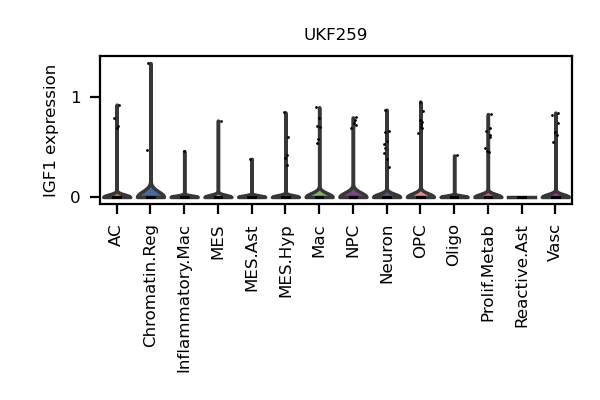 UKF259
IGF1 expression
1
0
AC
Chromatin.Reg
Inflammatory.Mac
MES
MES.Ast
MES.Hyp
Mac
NPC
Neuron
OPC
Oligo
Prolif.Metab
Reactive.Ast
Vasc